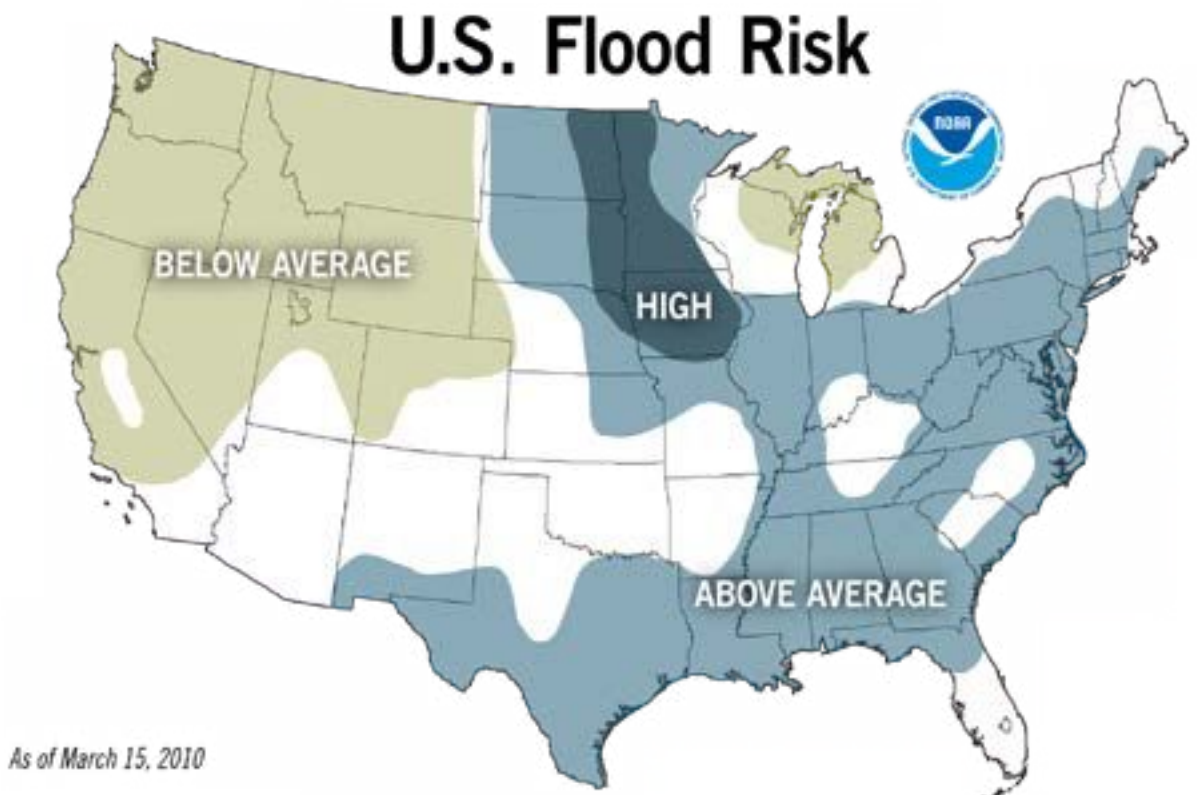 U.S. Flood Risk
NOAA
BELOW AVERAGE
HIGH
ABOVE AVERAGE
As of March 15, 2010